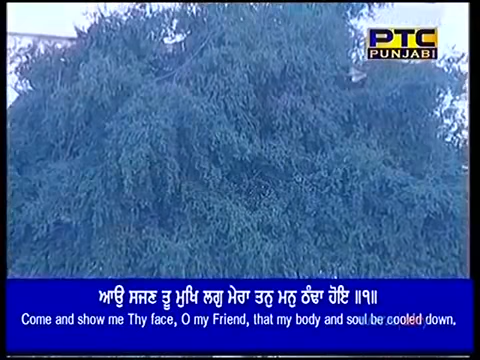 PTC
PUNJABI
ਆਉ ਸਜਣ ਤੂ ਮੁਖਿ ਲਗੁ ਮੇਰਾ ਤਨੁ ਮਨੁ ਠੰਢਾ ਹੋਇ ॥੧॥
Come and show me Thy face, O my Friend, that my body and soul be cooled down.